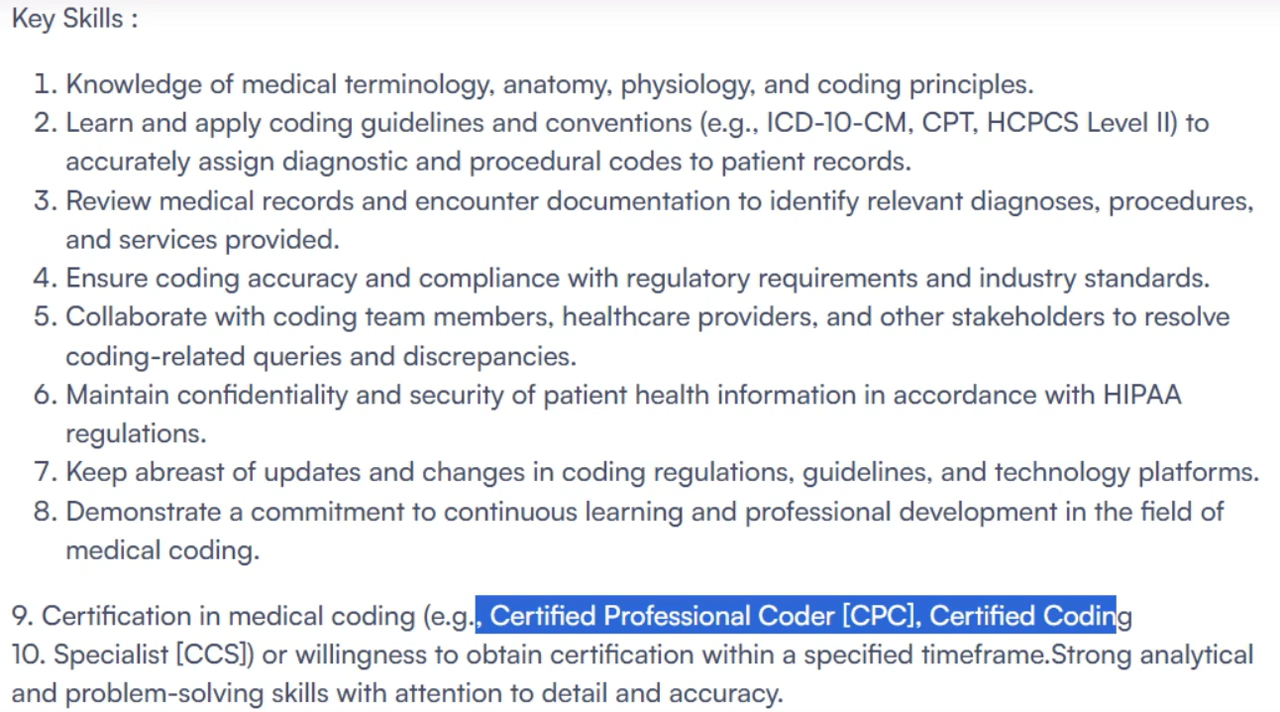 Key Skills :
1. Knowledge of medical terminology, anatomy, physiology, and coding principles.
2. Learn and apply coding guidelines and conventions (e.g., ICD-10-CM, CPT, HCPCS Level II) to
accurately assign diagnostic and procedural codes to patient records.
3. Review medical records and encounter documentation to identify relevant diagnoses, procedures,
and services provided.
4. Ensure coding accuracy and compliance with regulatory requirements and industry standards.
5. Collaborate with coding team members, healthcare providers, and other stakeholders to resolve
coding-related queries and discrepancies.
6. Maintain confidentiality and security of patient health information in accordance with HIPAA
regulations.
7. Keep abreast of updates and changes in coding regulations, guidelines, and technology platforms.
8. Demonstrate a commitment to continuous learning and professional development in the field of
medical coding.
9. Certification in medical coding (e.g., Certified Professional Coder [CPC], Certified Coding
10. Specialist [CCS]) or willingness to obtain certification within a specified timeframe.Strong analytical
and problem-solving skills with attention to detail and accuracy.